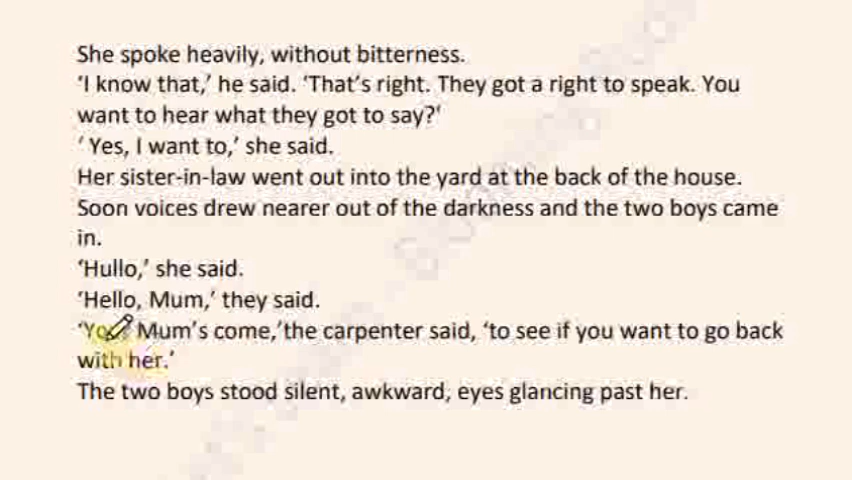 She spoke heavily, without bitterness.
‘I know that,’ he said. ‘That’s right. They got a right to speak. You
want to hear what they got to say?‘
‘ Yes, I want to,’ she said.
Her sister-in-law went out into the yard at the back of the house.
Soon voices drew nearer out of the darkness and the two boys came
in.
‘Hullo,’ she said.
‘Hello, Mum,’ they said.
Mum’s come,’the carpenter said, ‘to see if you want to go back
with her.’
The two boys stood silent, awkward, eyes glancing past her.